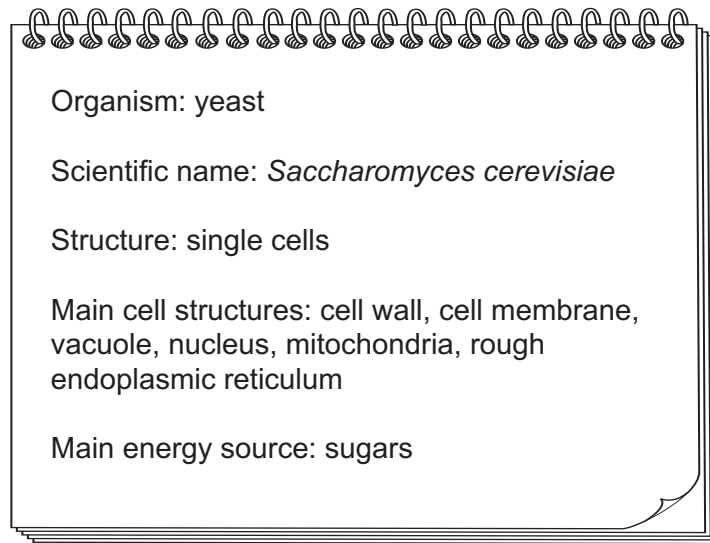 Organism: yeast
Scientific name: Saccharomyces cerevisiae
Structure: single cells
Main cell structures: cell wall, cell membrane,
vacuole, nucleus, mitochondria, rough
endoplasmic reticulum
Main energy source: sugars